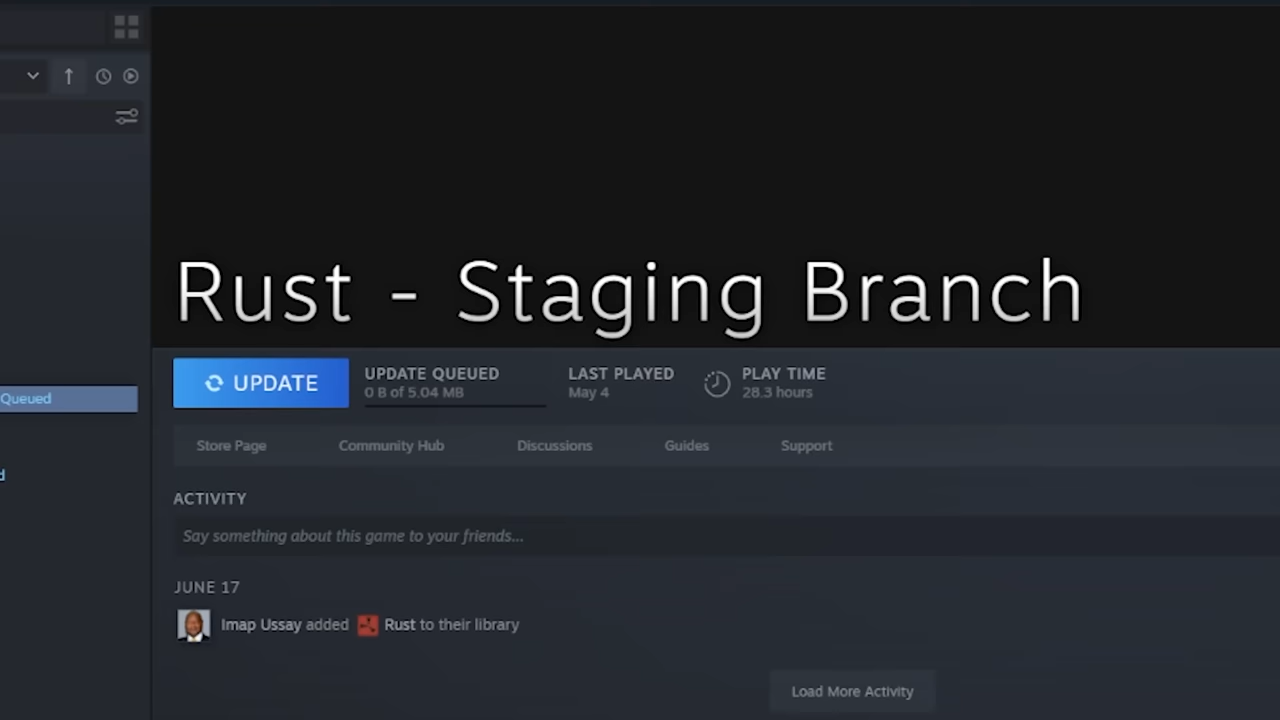 Rust - Staging Branch
UPDATE
UPDATE QUEUED
0 B of 5.04 MB
LAST PLAYED
May 4
PLAY TIME
28.3 hours
Queued
Store Page
Community Hub
Discussions
Guides
Support
d
ACTIVITY
Say something about this game to your friends...
JUNE 17
Imap Ussay added Rust to their library
Load More Activity